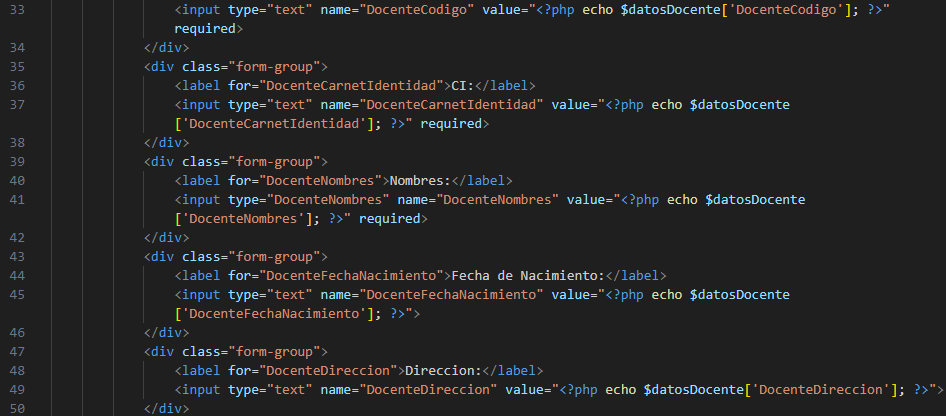 33 <input type="text" name="DocenteCodigo" value="<?php echo $datosDocente['DocenteCodigo']; ?>"
required>
34 </div>
35 <div class="form-group">
36 <label for="DocenteCarnetIdentidad">CI:</label>
37 <input type="text" name="DocenteCarnetIdentidad" value="<?php echo $datosDocente
['DocenteCarnetIdentidad']; ?>" required>
38 </div>
39 <div class="form-group">
40 <label for="DocenteNombres">Nombres:</label>
41 <input type="DocenteNombres" name="DocenteNombres" value="<?php echo $datosDocente
['DocenteNombres']; ?>" required>
42 </div>
43 <div class="form-group">
44 <label for="DocenteFechaNacimiento">Fecha de Nacimiento:</label>
45 <input type="text" name="DocenteFechaNacimiento" value="<?php echo $datosDocente
['DocenteFechaNacimiento']; ?>">
46 </div>
47 <div class="form-group">
48 <label for="DocenteDireccion">Direccion:</label>
49 <input type="text" name="DocenteDireccion" value="<?php echo $datosDocente['DocenteDireccion']; ?>">
50 </div>